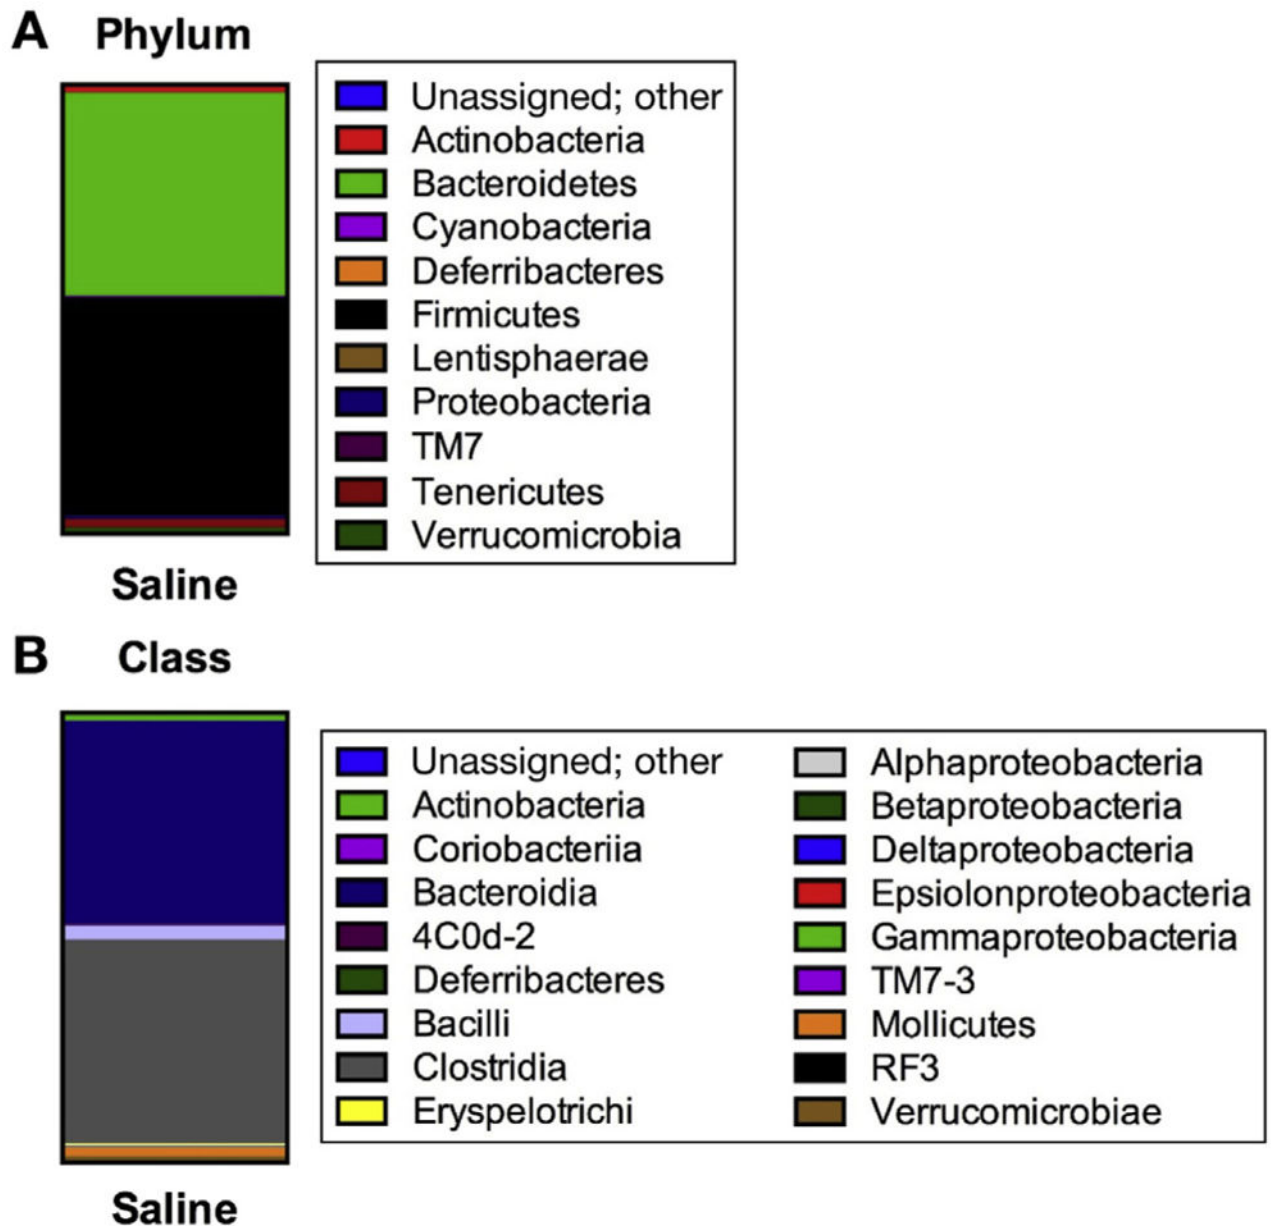 A Phylum
Unassigned; other
Actinobacteria
Bacteroidetes
Cyanobacteria
Deferribacteres
Firmicutes
Lentisphaerae
Proteobacteria
TM7
Tenericutes
Verrucomicrobia
Saline
B Class
Unassigned; other
Actinobacteria
Coriobacteriia
Bacteroidia
4C0d-2
Deferribacteres
Bacilli
Clostridia
Eryspelotrichi
Alphaproteobacteria
Betaproteobacteria
Deltaproteobacteria
Epsiolonproteobacteria
Gammaproteobacteria
TM7-3
Mollicutes
RF3
Verrucomicrobiae
Saline